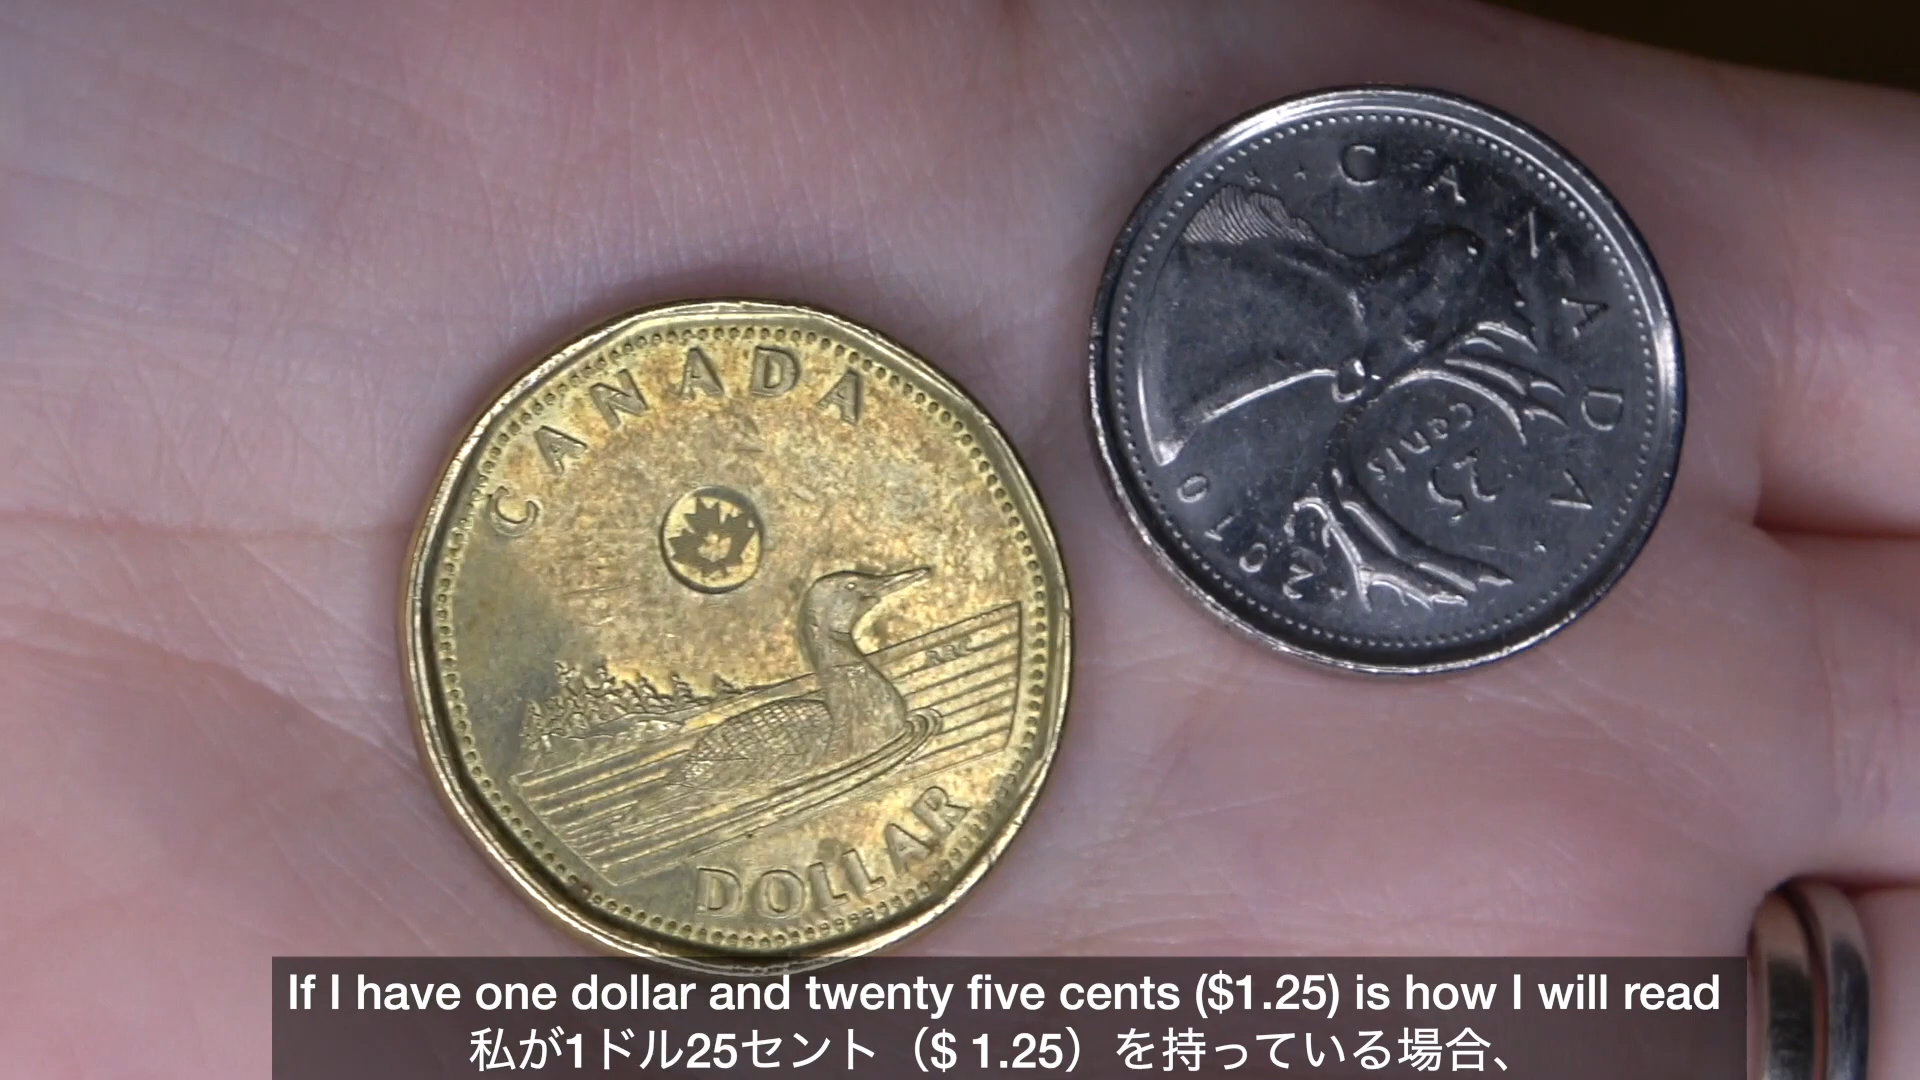 CANADA
DOLLAR
RRC
CANADA
25
cents
2010
If I have one dollar and twenty five cents ($1.25) is how I will read
私が1ドル25セント（$ 1.25）を持っている場合、